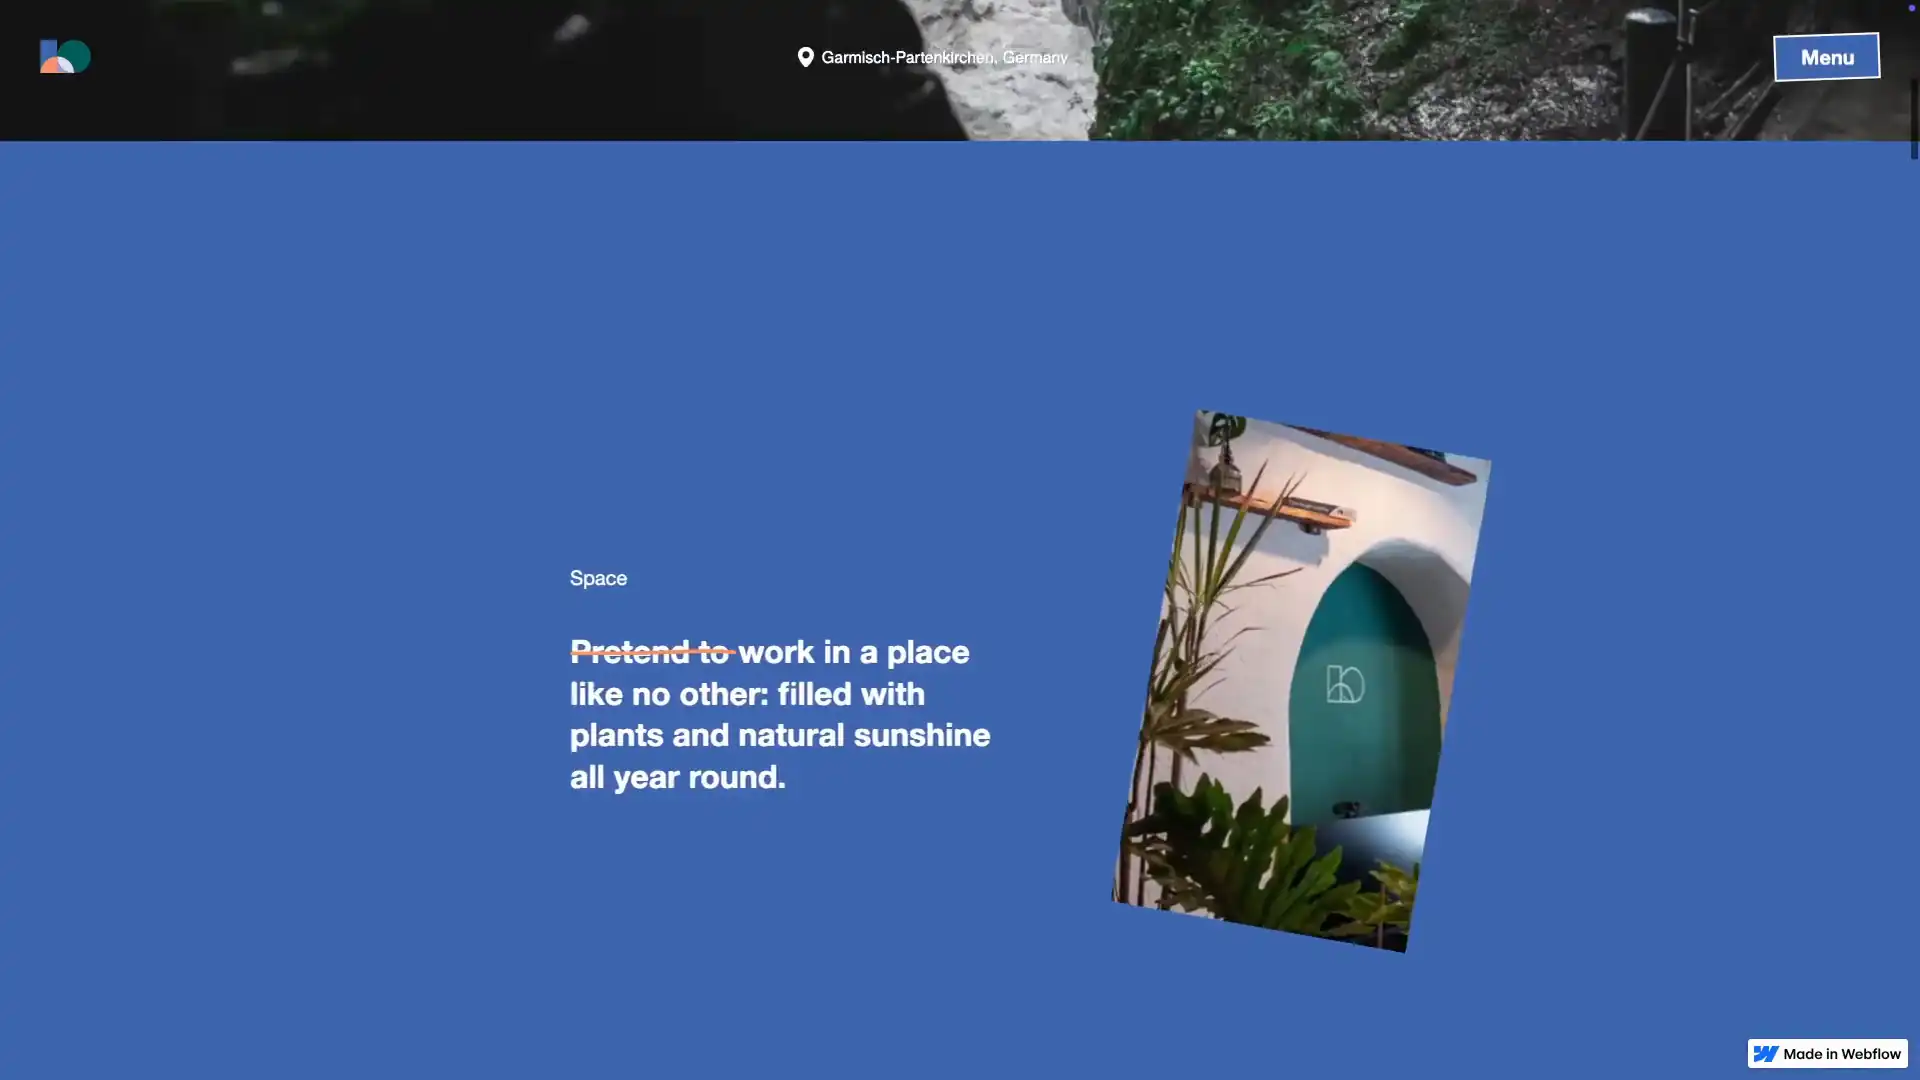 Garmisch-Partenkirchen, Germany
Menu
Space
Pretend to work in a place
like no other: filled with
plants and natural sunshine
all year round.
Made in Webflow